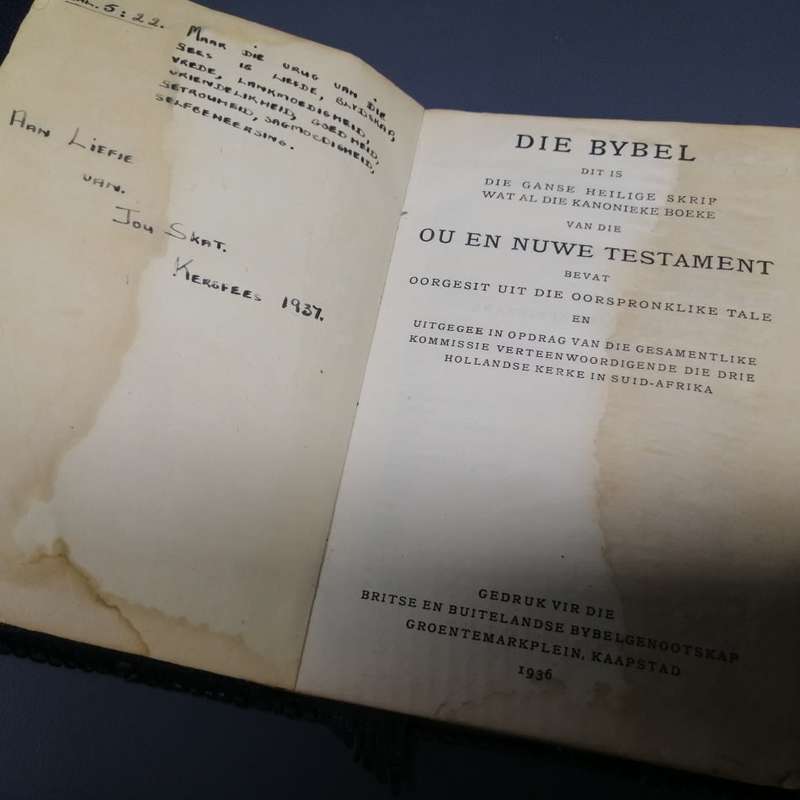 GAL. 5:22.
MAAR DIE VRUG VAN DIE
GEES IS LIEFDE, BLYDSKAP,
VREDE, LANKMOEDIGHEID,
VRIENDELIKHEID, GOEDHEID,
GETROUHEID, SAGMOEDIGHEID,
SELFBEHEERSING.
AAN LIEFIE
VAN.
JOU SKAT.
KERSFEES 1937.
DIE BYBEL
DIT IS
DIE GANSE HEILIGE SKRIF
WAT AL DIE KANONIEKE BOEKE
VAN DIE
OU EN NUWE TESTAMENT
BEVAT
OORGESIT UIT DIE OORSPRONKLIKE TALE
EN
UITGEGEE IN OPDRAG VAN DIE GESAMENTLIKE
KOMMISSIE VERTEENWOORDIGENDE DIE DRIE
HOLLANDSE KERKE IN SUID-AFRIKA
GEDRUK VIR DIE
BRITSE EN BUITELANDSE BYBELGENOOTSKAP
GROENTEMARKPLEIN, KAAPSTAD
1936